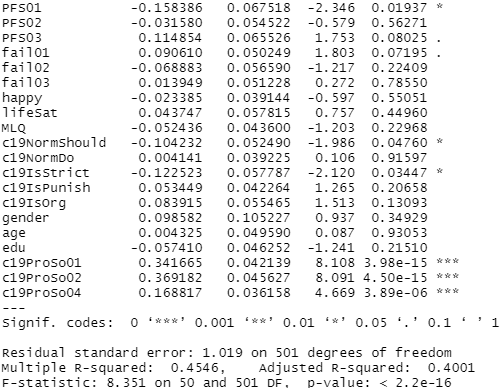 PFS01 -0.158386 0.067518 -2.346 0.01937 *
PFS02 -0.031580 0.054522 -0.579 0.56271
PFS03 0.114854 0.065526 1.753 0.08025 .
fail01 0.090610 0.050249 1.803 0.07195 .
fail02 -0.068883 0.056590 -1.217 0.22409
fail03 0.013949 0.051228 0.272 0.78550
happy -0.023385 0.039144 -0.597 0.55051
lifeSat 0.043747 0.057815 0.757 0.44960
MLQ -0.052436 0.043600 -1.203 0.22968
c19NormShould -0.104232 0.052490 -1.986 0.04760 *
c19NormDo 0.004141 0.039225 0.106 0.91597
c19IsStrict -0.122523 0.057787 -2.120 0.03447 *
c19IsPunish 0.053449 0.042264 1.265 0.20658
c19IsOrg 0.083915 0.055465 1.513 0.13093
gender 0.098582 0.105227 0.937 0.34929
age 0.004325 0.049590 0.087 0.93053
edu -0.057410 0.046252 -1.241 0.21510
c19ProSo01 0.341665 0.042139 8.108 3.98e-15 ***
c19ProSo02 0.369182 0.045627 8.091 4.50e-15 ***
c19ProSo04 0.168817 0.036158 4.669 3.89e-06 ***
---
Signif. codes: 0 ‘***’ 0.001 ‘**’ 0.01 ‘*’ 0.05 ‘.’ 0.1 ‘ ’ 1
Residual standard error: 1.019 on 501 degrees of freedom
Multiple R-squared: 0.4546, Adjusted R-squared: 0.4001
F-statistic: 8.351 on 50 and 501 DF, p-value: < 2.2e-16